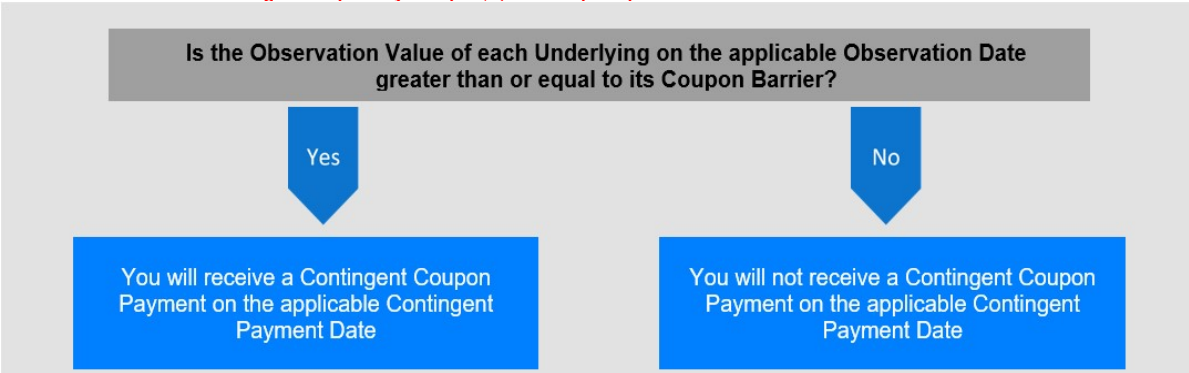 Is the Observation Value of each Underlying on the applicable Observation Date
greater than or equal to its Coupon Barrier?
Yes
No
You will receive a Contingent Coupon
Payment on the applicable Contingent
Payment Date
You will not receive a Contingent Coupon
Payment on the applicable Contingent
Payment Date